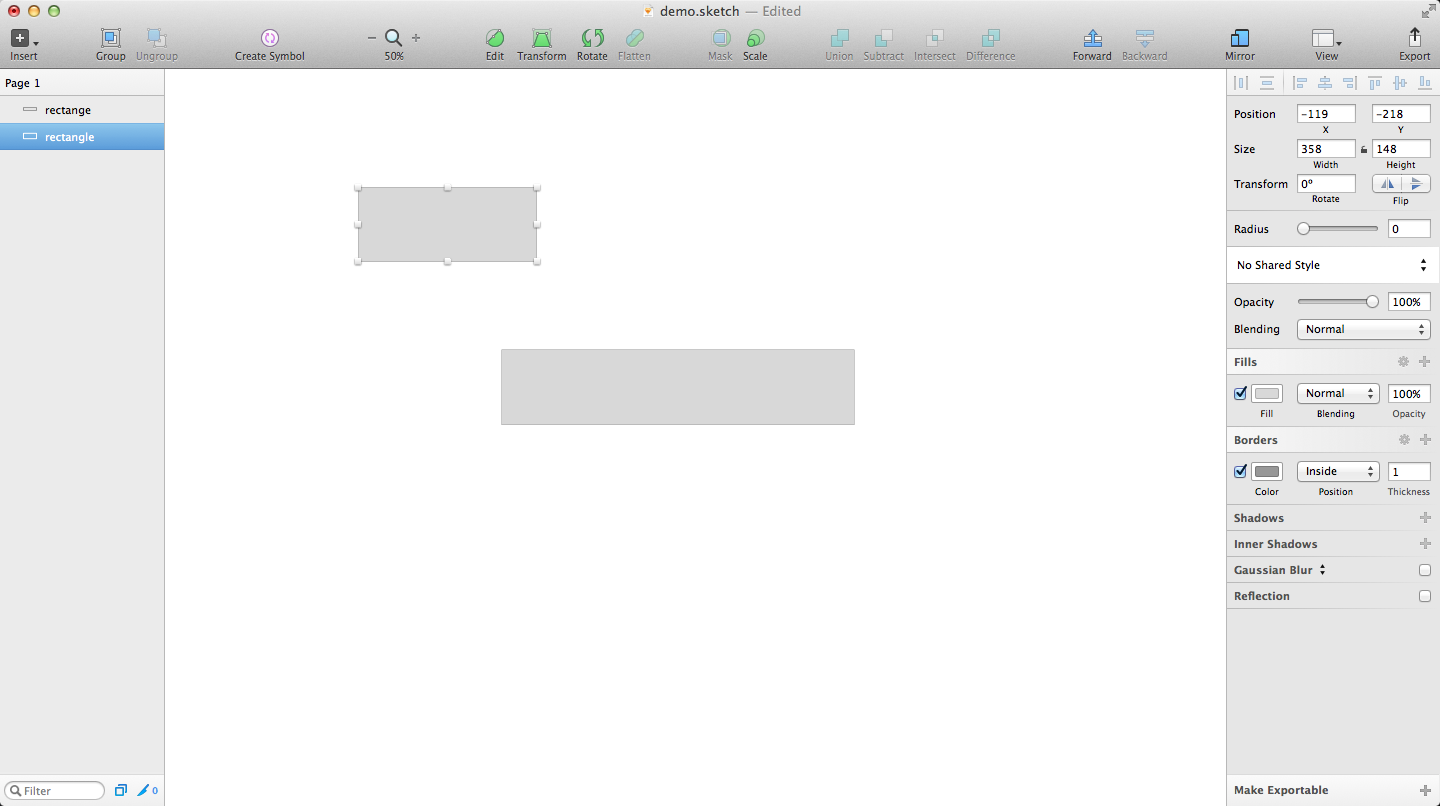 demo.sketch — Edited
Insert Group Ungroup Create Symbol 50% Edit Transform Rotate Flatten Mask Scale Union Subtract Intersect Difference Forward Backward Mirror View Export
Page 1
rectange
rectangle
Position -119 -218
X Y
Size 358 148
Width Height
Transform 0º
Rotate Flip
Radius 0
No Shared Style
Opacity 100%
Blending Normal
Fills
Normal 100%
Fill Blending Opacity
Borders
Inside 1
Color Position Thickness
Shadows
Inner Shadows
Gaussian Blur
Reflection
Filter 0
Make Exportable